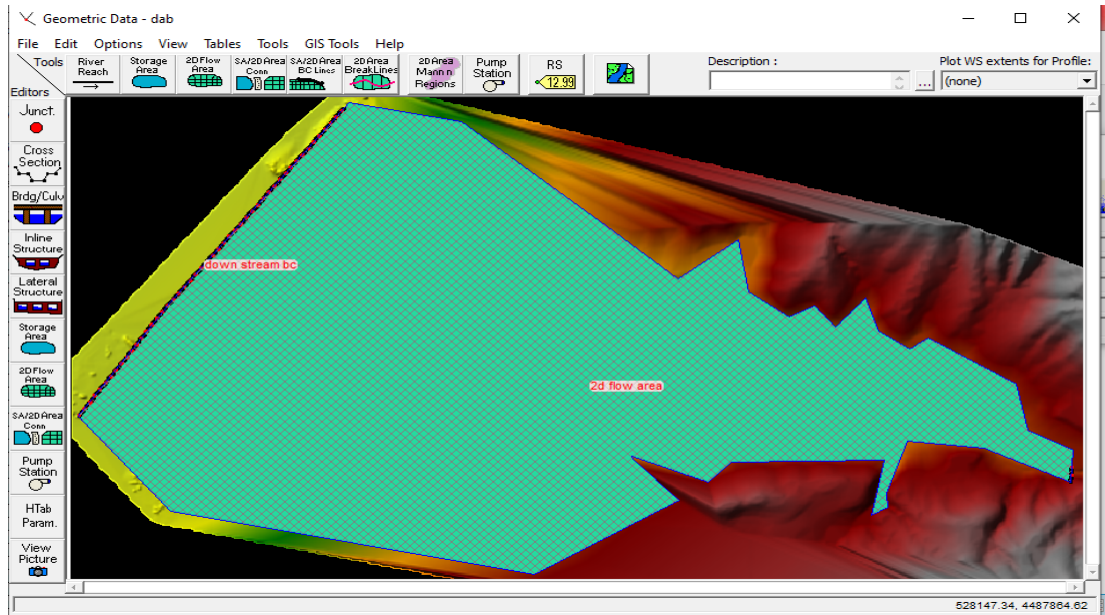 Geometric Data - dab
File Edit Options View Tables Tools GIS Tools Help
Tools
Editors
River
Reach
Storage
Area
2D Flow
Area
SA/2D Area
Conn
SA/2D Area
BC Lines
2D Area
BreakLines
2D Area
Mann n
Regions
Pump
Station
RS
12.99
Description :
...
Plot WS extents for Profile:
(none)
Junct.
Cross
Section
Brdg/Culv
Inline
Structure
Lateral
Structure
Storage
Area
2D Flow
Area
SA/2D Area
Conn
Pump
Station
HTab
Param.
View
Picture
down stream bc
2d flow area
528147.34, 4487864.62